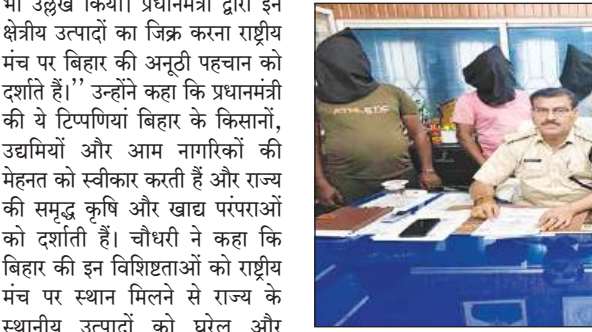 भी उल्लेख किया। प्रधानमंत्री द्वारा इन
क्षेत्रीय उत्पादों का जिक्र करना राष्ट्रीय
मंच पर बिहार की अनूठी पहचान को
दर्शाते हैं।’’ उन्होंने कहा कि प्रधानमंत्री
की ये टिप्पणियां बिहार के किसानों,
उद्यमियों और आम नागरिकों की
मेहनत को स्वीकार करती हैं और राज्य
की समृद्ध कृषि और खाद्य परंपराओं
को दर्शाती हैं। चौधरी ने कहा कि
बिहार की इन विशिष्टताओं को राष्ट्रीय
मंच पर स्थान मिलने से राज्य के
स्थानीय उत्पादों को घरेलू और
ATHLETIC